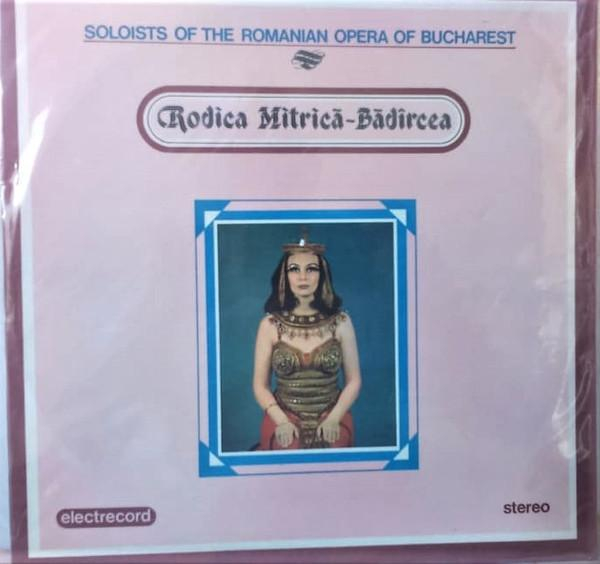 SOLOISTS OF THE ROMANIAN OPERA OF BUCHAREST
Rodica Mitrică-Bădîrcea
electrecord
stereo